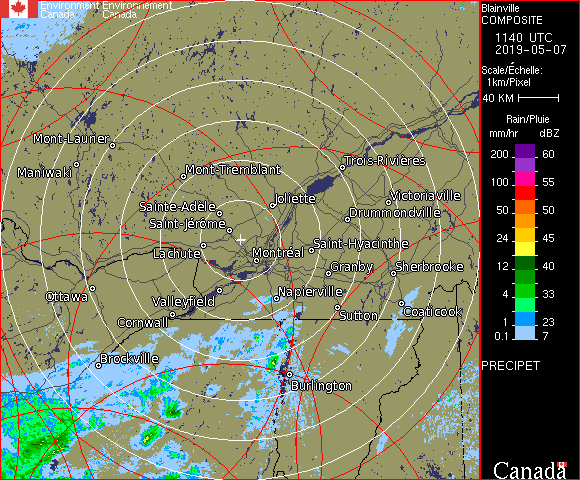 Environment Environnement
Canada Canada
Blainville
COMPOSITE
1140 UTC
2019-05-07
Scale/Échelle:
1km/Pixel
40 KM
Rain/Pluie
mm/hr dBZ
200 60
100 55
50 50
24 45
12 40
4 33
1 23
0.1 7
PRECIPET
Canada
Mont-Laurier
Maniwaki
Mont-Tremblant
Trois-Rivières
Joliette
Victoriaville
Sainte-Adele
Drummondville
Saint-Jérôme
Saint-Hyacinthe
Lachute
Montréal
Granby
Sherbrooke
Ottawa
Valleyfield
Napierville
Coaticook
Cornwall
Sutton
Brockville
Burlington